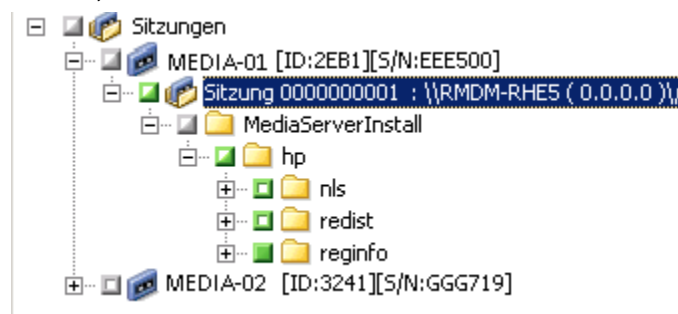 Sitzungen
MEDIA-01 [ID:2EB1][S/N:EEE500]
Sitzung 0000000001 : \\RMDM-RHE5 ( 0.0.0.0 )\
MediaServerInstall
hp
nls
redist
reginfo
MEDIA-02 [ID:3241][S/N:GGG719]